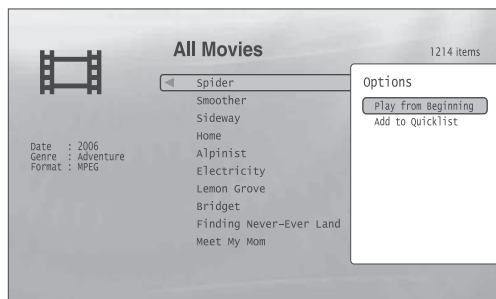 All Movies
1214 items
Spider
Smoother
Sideway
Home
Alpinist
Electricity
Lemon Grove
Bridget
Finding Never-Ever Land
Meet My Mom
Date : 2006
Genre : Adventure
Format : MPEG
Options
Play from Beginning
Add to Quicklist